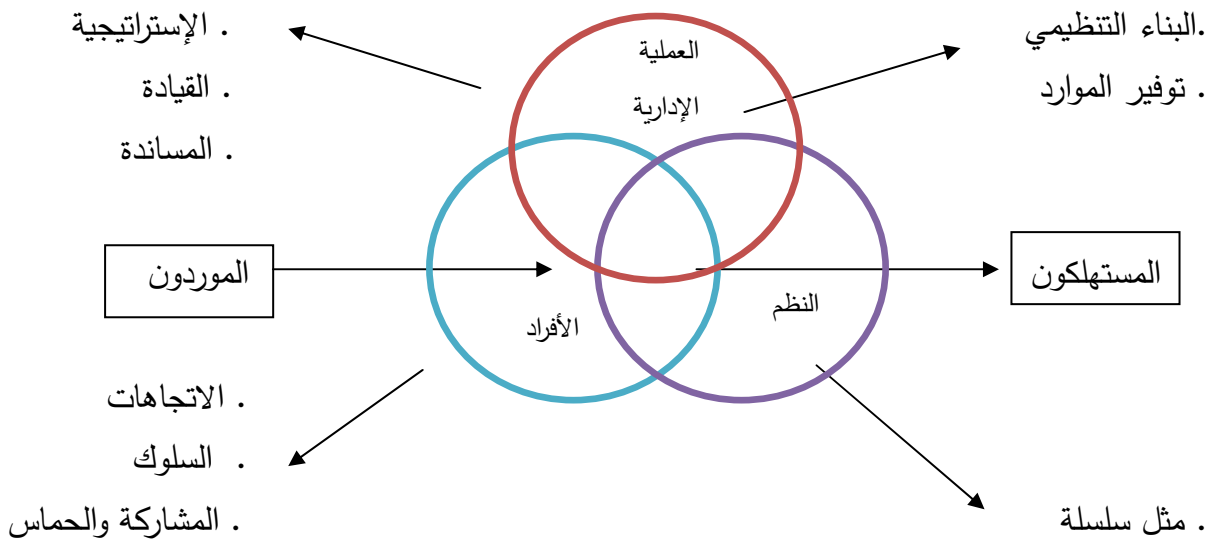 . الإستراتيجية
. القيادة
. المساندة
العملية
الإدارية
.البناء التنظيمي
. توفير الموارد
الموردون
المستهلكون
الأفراد
النظم
. الاتجاهات
. السلوك
. المشاركة والحماس
. مثل سلسلة